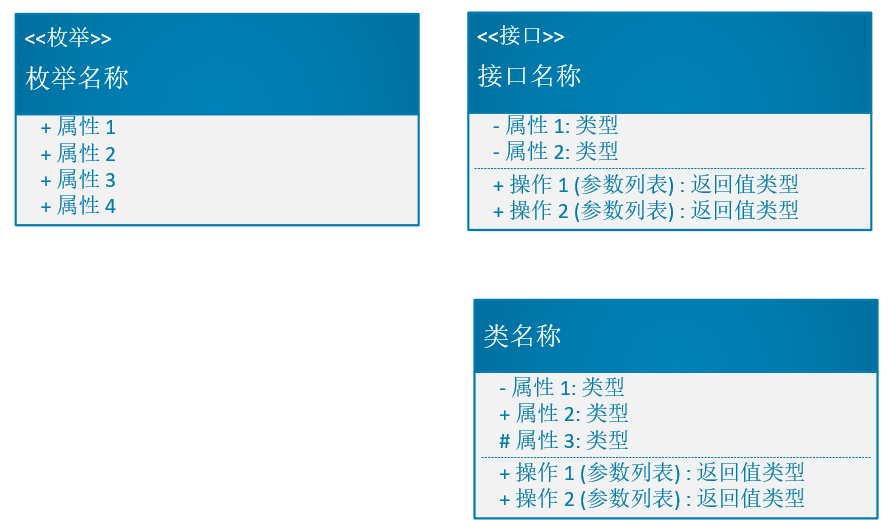 <<枚举>>
枚举名称
+ 属性 1
+ 属性 2
+ 属性 3
+ 属性 4
<<接口>>
接口名称
- 属性 1: 类型
- 属性 2: 类型
+ 操作 1 (参数列表) : 返回值类型
+ 操作 2 (参数列表) : 返回值类型
类名称
- 属性 1: 类型
+ 属性 2: 类型
# 属性 3: 类型
+ 操作 1 (参数列表) : 返回值类型
+ 操作 2 (参数列表) : 返回值类型